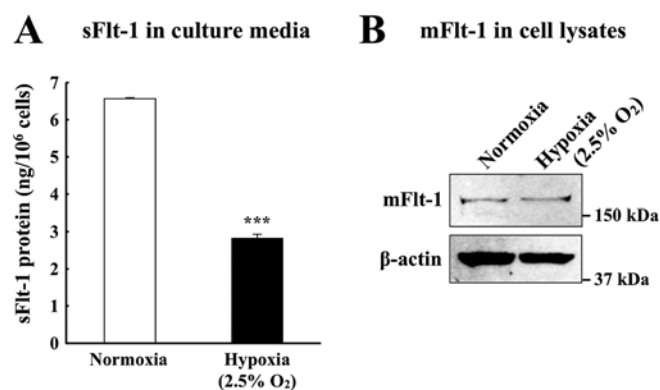 A sFlt-1 in culture media
sFlt-1 protein (ng/10⁶ cells)
7
6
5
4
3
2
1
0
***
Normoxia
Hypoxia
(2.5% O₂)
B mFlt-1 in cell lysates
Normoxia
Hypoxia
(2.5% O₂)
mFlt-1
150 kDa
β-actin
37 kDa